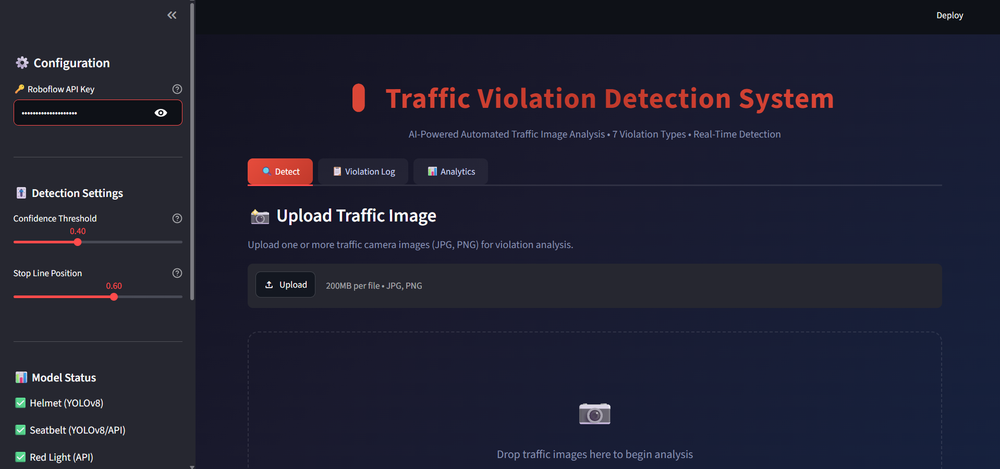 Deploy
Configuration
Roboflow API Key
••••••••••••••••••••
Detection Settings
Confidence Threshold
0.40
Stop Line Position
0.60
Model Status
Helmet (YOLOv8)
Seatbelt (YOLOv8/API)
Red Light (API)
Traffic Violation Detection System
AI-Powered Automated Traffic Image Analysis • 7 Violation Types • Real-Time Detection
Detect
Violation Log
Analytics
Upload Traffic Image
Upload one or more traffic camera images (JPG, PNG) for violation analysis.
Upload
200MB per file • JPG, PNG
Drop traffic images here to begin analysis